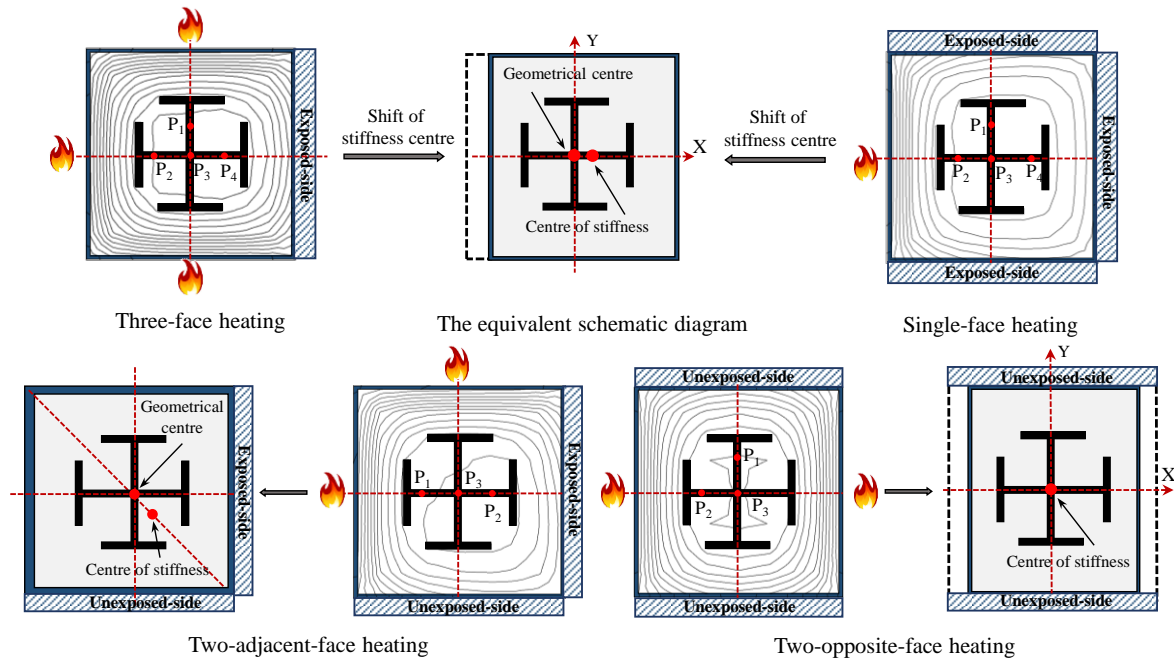 Exposed-side
P1
P2
P3
P4
Three-face heating
Shift of
stiffness centre
Y
Geometrical centre
X
Centre of stiffness
The equivalent schematic diagram
Shift of
stiffness centre
Exposed-side
P1
P2
P3
P4
Exposed-side
Exposed-side
Single-face heating
Geometrical
centre
Exposed-side
Centre of stiffness
Unexposed-side
P1
P3
P2
Exposed-side
Unexposed-side
Two-adjacent-face heating
Unexposed-side
P1
P2
P3
Unexposed-side
Y
Unexposed-side
X
Centre of stiffness
Unexposed-side
Two-opposite-face heating